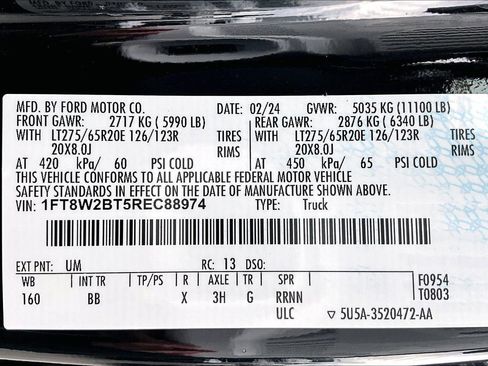 MFD. BY FORD MOTOR CO. 02/24 GVWR: 5035 KG (11100 LB)
FRONT GAWR: 2717 KG ( 5990 LB) REAR GAWR: 2876 KG ( 6340 LB)
WITH LT275/65R20E 126/123R TIRES WITH LT275/65R20E 126/123R TIRES
20X8.0J RIMS 20X8.0J RIMS
AT 420 kPa/ 60 PSI COLD AT 450 kPa/ 65 PSI COLD
THIS VEHICLE CONFORMS TO ALL APPLICABLE FEDERAL MOTOR VEHICLE
SAFETY STANDARDS IN EFFECT ON THE DATE OF MANUFACTURE SHOWN ABOVE.
VIN: 1FT8W2BT5REC88974 TYPE: Truck
EXT PNT: UM RC: 13 DSO:
WB INT TR TP/PS R AXLE TR SPR F0954
160 BB X 3H G RRNN T0803
ULC ▽ 5U5A-3520472-AA